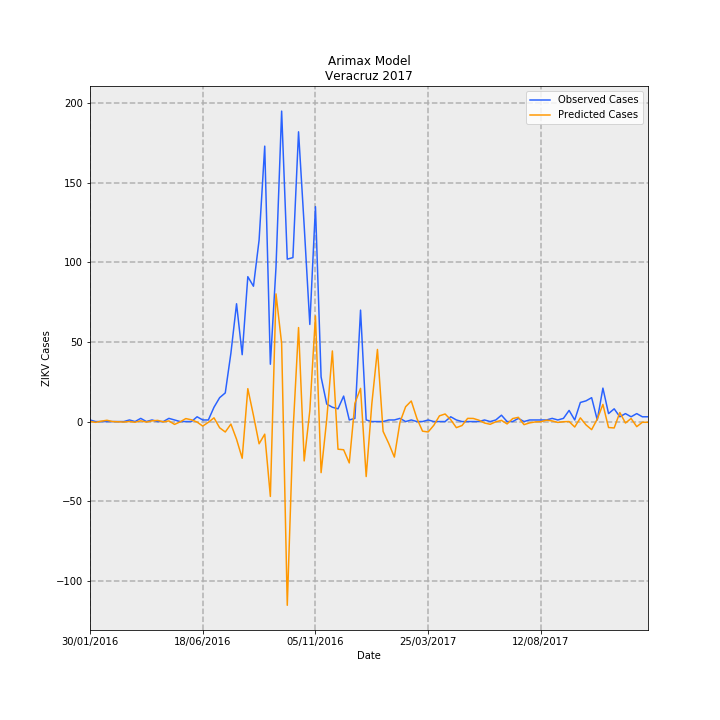 Arimax Model
Veracruz 2017
Observed Cases
Predicted Cases
200
150
100
50
0
−50
−100
ZIKV Cases
30/01/2016
18/06/2016
05/11/2016
25/03/2017
12/08/2017
Date